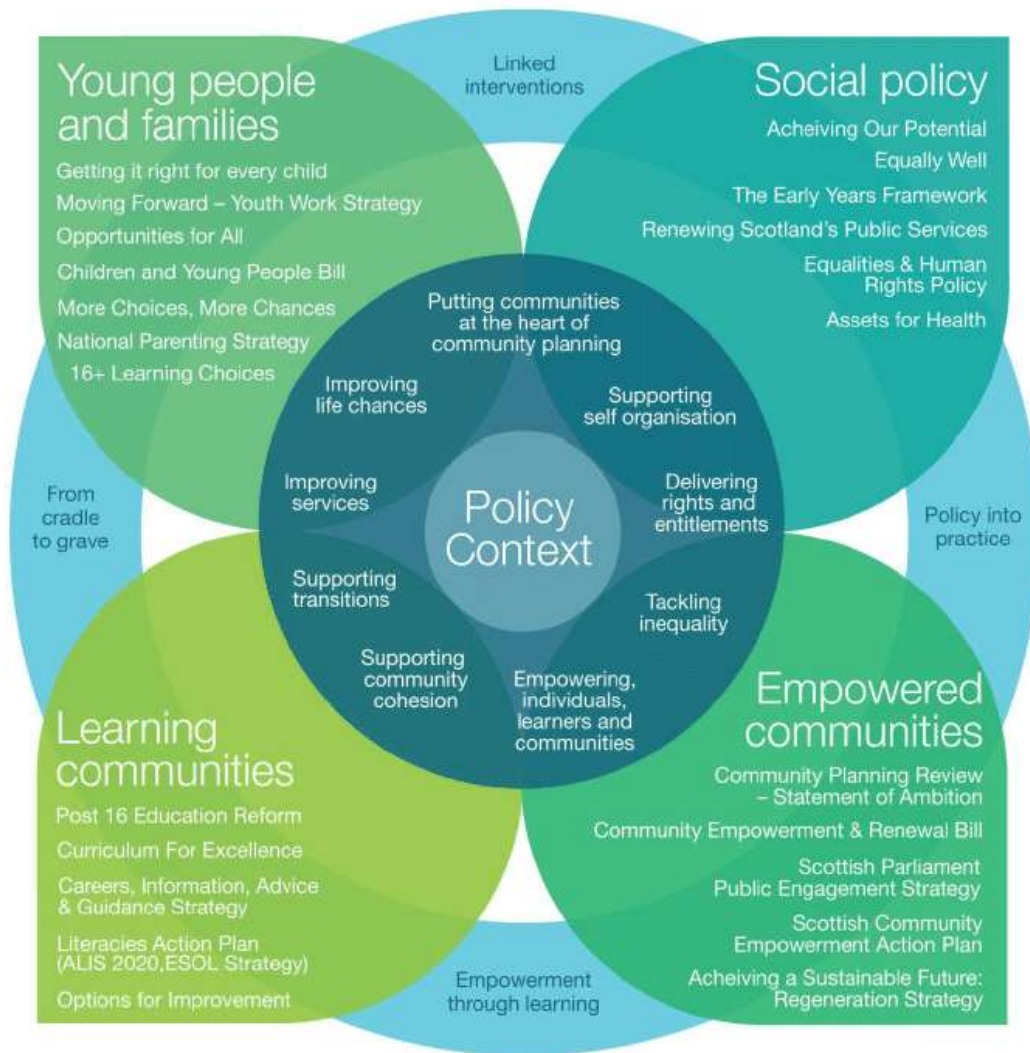 Linked
interventions
Young people
and families
Getting it right for every child
Moving Forward – Youth Work Strategy
Opportunities for All
Children and Young People Bill
More Choices, More Chances
National Parenting Strategy
16+ Learning Choices
Social policy
Acheiving Our Potential
Equally Well
The Early Years Framework
Renewing Scotland's Public Services
Equalities & Human
Rights Policy
Assets for Health
Putting communities
at the heart of
community planning
Improving
life chances
Supporting
self organisation
Improving
services
Delivering
rights and
entitlements
Policy
Context
From
cradle
to grave
Policy into
practice
Supporting
transitions
Tackling
inequality
Supporting
community
cohesion
Empowering,
individuals,
learners and
communities
Learning
communities
Post 16 Education Reform
Curriculum For Excellence
Careers, Information, Advice
& Guidance Strategy
Literacies Action Plan
(ALIS 2020,ESOL Strategy)
Options for Improvement
Empowered
communities
Community Planning Review
– Statement of Ambition
Community Empowerment & Renewal Bill
Scottish Parliament
Public Engagement Strategy
Scottish Community
Empowerment Action Plan
Acheiving a Sustainable Future:
Regeneration Strategy
Empowerment
through learning